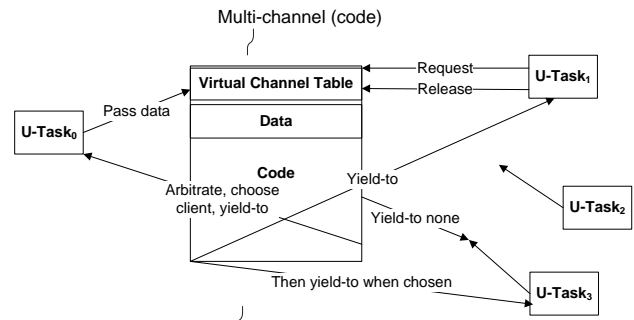 Multi-channel (code)
Virtual Channel Table
Request
Release
U-Task₁
Pass data
U-Task₀
Data
Code
Arbitrate, choose
client, yield-to
Yield-to
Yield-to none
U-Task₂
Then yield-to when chosen
U-Task₃